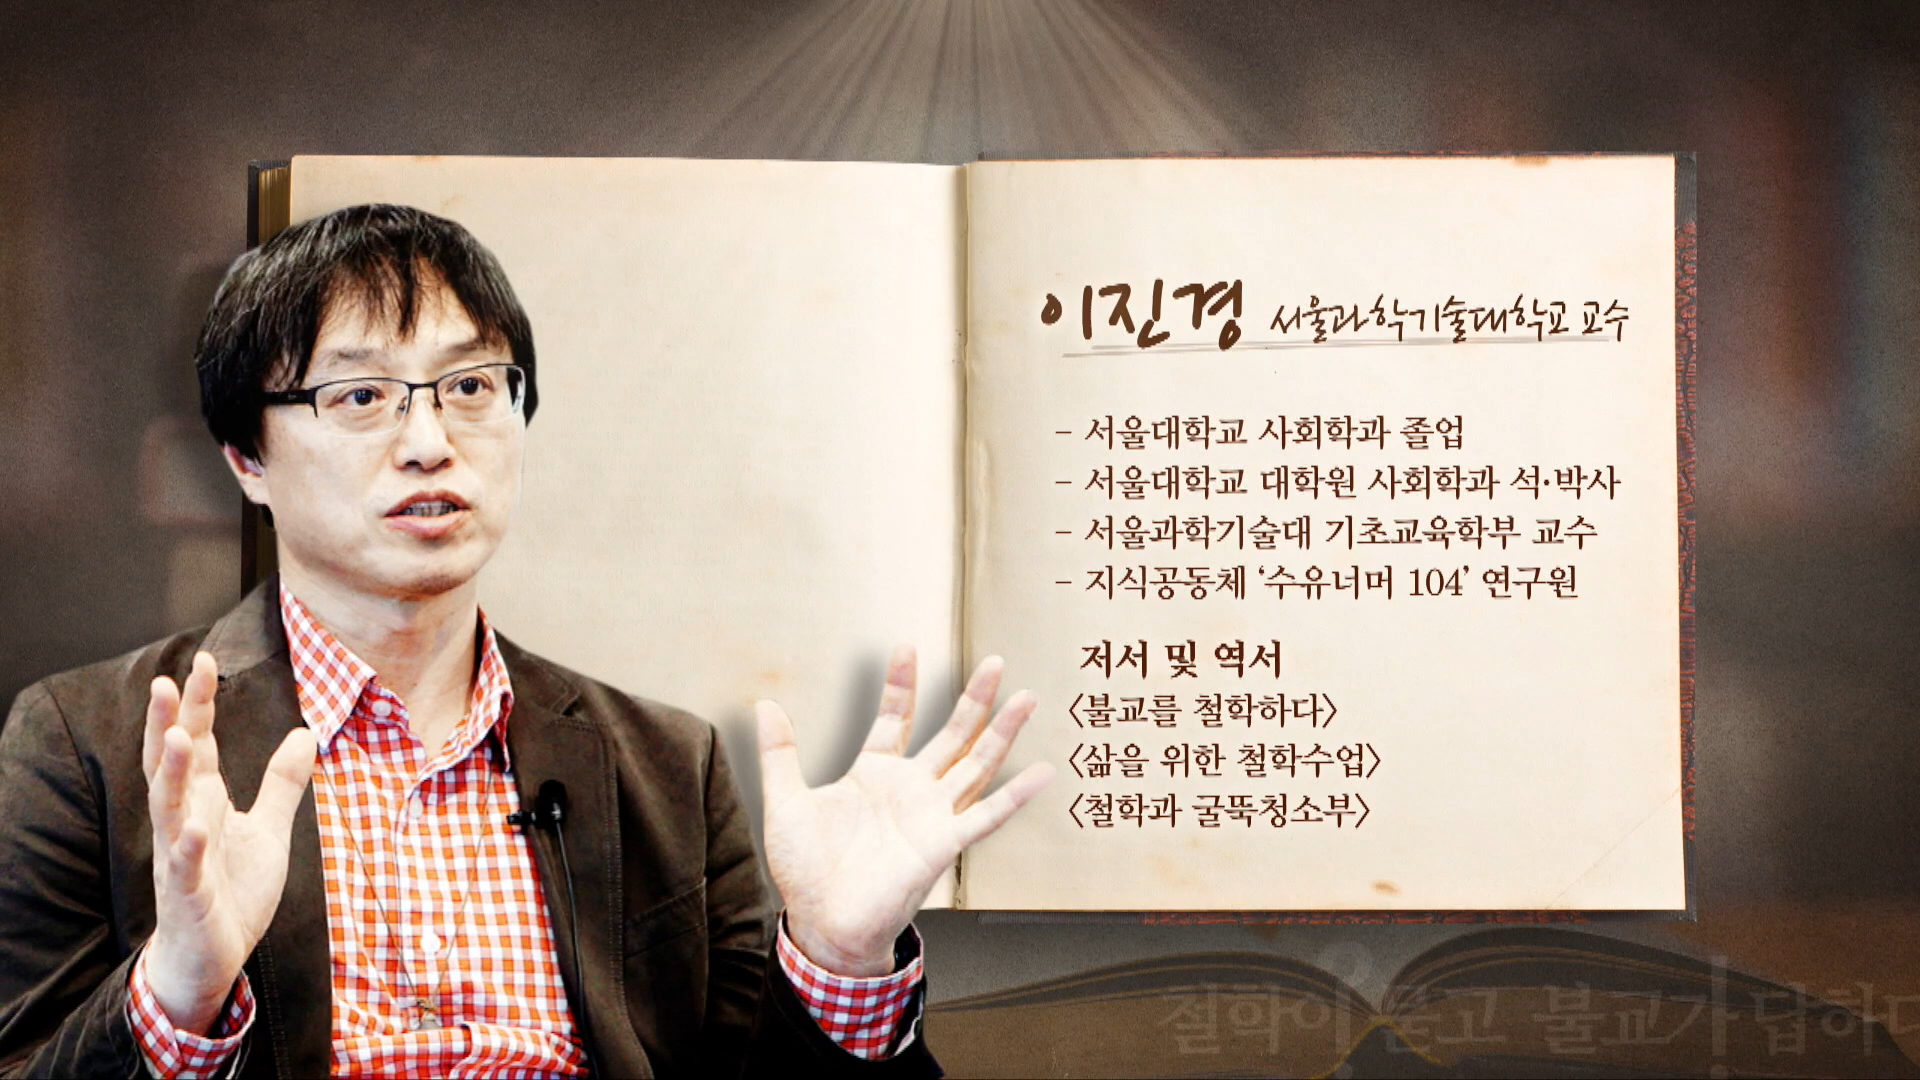 이진경 서울과학기술대학교 교수
- 서울대학교 사회학과 졸업
- 서울대학교 대학원 사회학과 석·박사
- 서울과학기술대 기초교육학부 교수
- 지식공동체 ‘수유너머 104’ 연구원
저서 및 역서
〈불교를 철학하다〉
〈삶을 위한 철학수업〉
〈철학과 굴뚝청소부〉
철학이 묻고 불교가 답하다